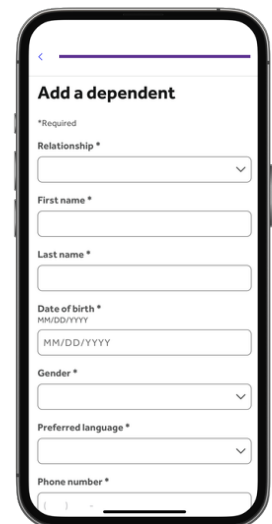 Add a dependent
*Required
Relationship *
First name *
Last name *
Date of birth *
MM/DD/YYYY
MM/DD/YYYY
Gender *
Preferred language *
Phone number *
( ) -